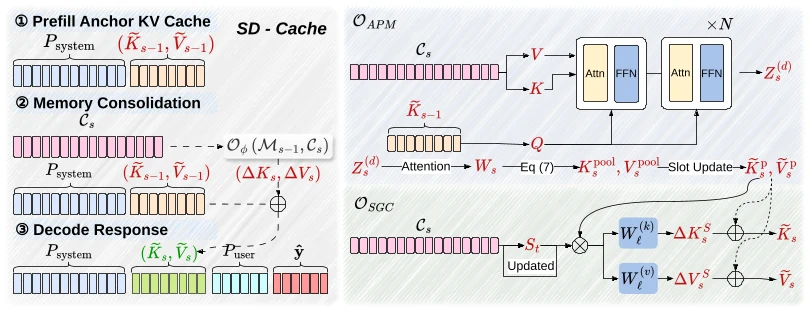 ① Prefill Anchor KV Cache
SD - Cache
P_system (K̃_{s−1}, Ṽ_{s−1})
② Memory Consolidation
C_s
O_ϕ (M_{s−1}, C_s)
P_system (K̃_{s−1}, Ṽ_{s−1}) (ΔK_s, ΔV_s)
③ Decode Response
P_system (K̃_s, Ṽ_s) P_user ŷ
O_APM
×N
C_s
V
K
Attn FFN Attn FFN
Z_s^{(d)}
K̃_{s−1}
Q
Z_s^{(d)} Attention W_s Eq (7) K_s^{pool}, V_s^{pool} Slot Update K̃_s^p, Ṽ_s^p
O_SGC
C_s
S_t
Updated
W_ℓ^{(k)} ΔK_s^S K̃_s
W_ℓ^{(v)} ΔV_s^S Ṽ_s